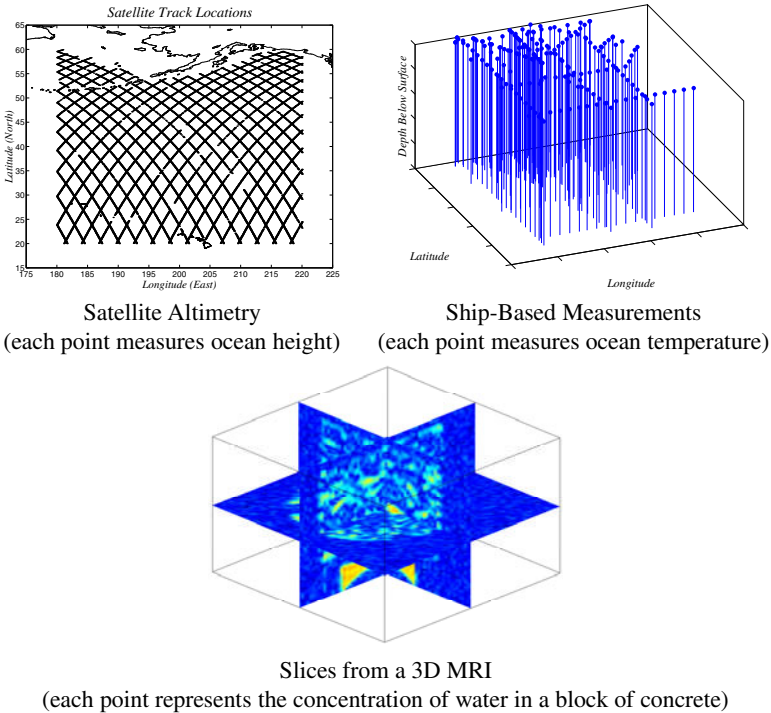 Satellite Track Locations
65
60
55
50
45
40
35
30
25
20
15
Latitude (North)
175 180 185 190 195 200 205 210 215 220 225
Longitude (East)
Depth Below Surface
Latitude
Longitude
Satellite Altimetry
(each point measures ocean height)
Ship-Based Measurements
(each point measures ocean temperature)
Slices from a 3D MRI
(each point represents the concentration of water in a block of concrete)